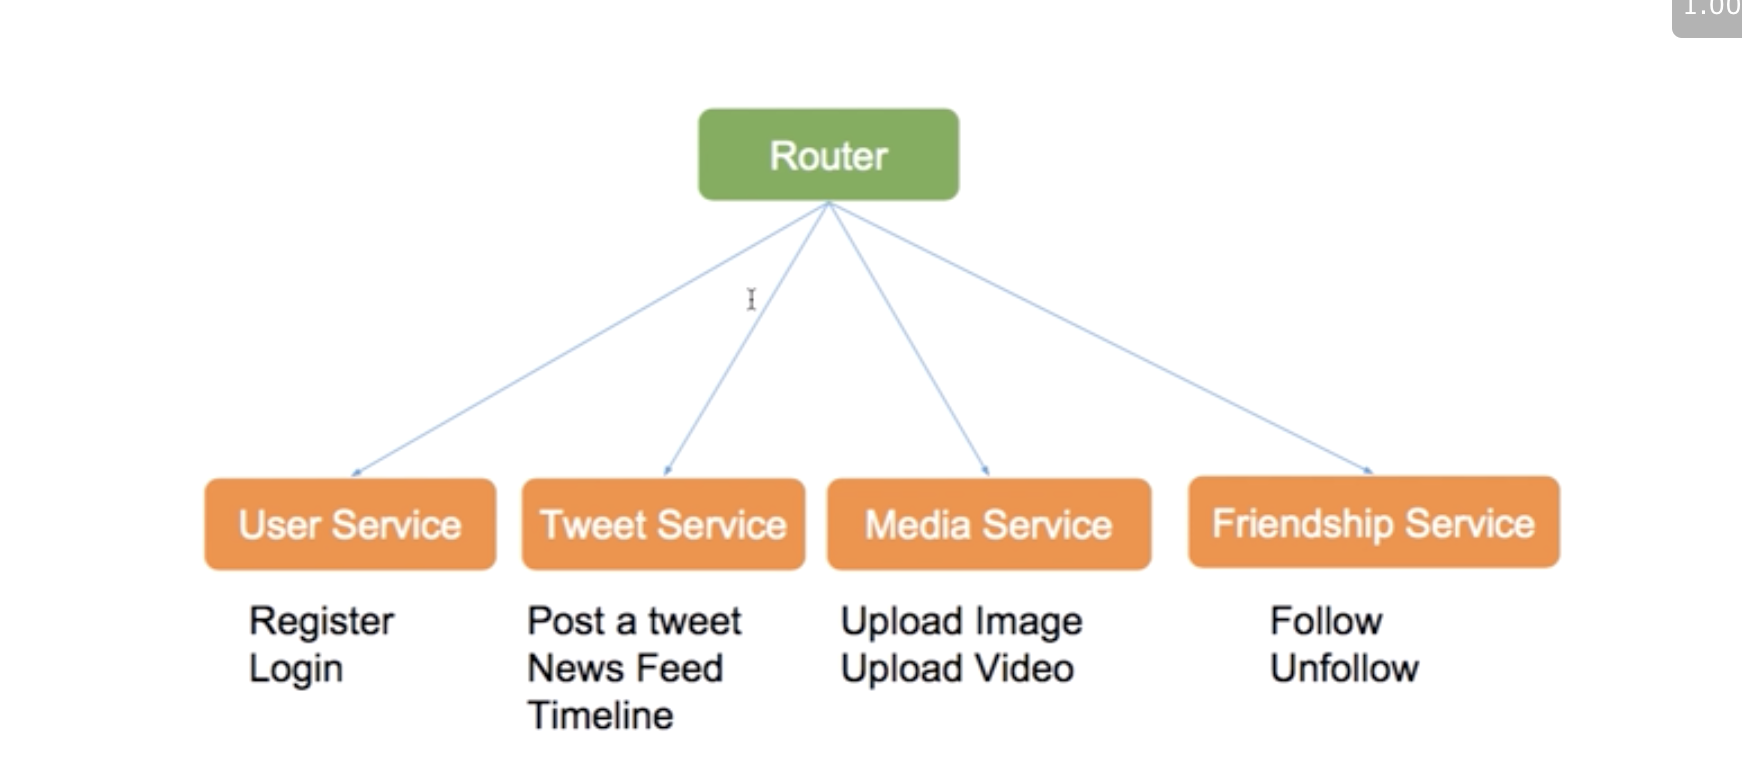 1.00
Router
User Service
Tweet Service
Media Service
Friendship Service
Register
Login
Post a tweet
News Feed
Timeline
Upload Image
Upload Video
Follow
Unfollow